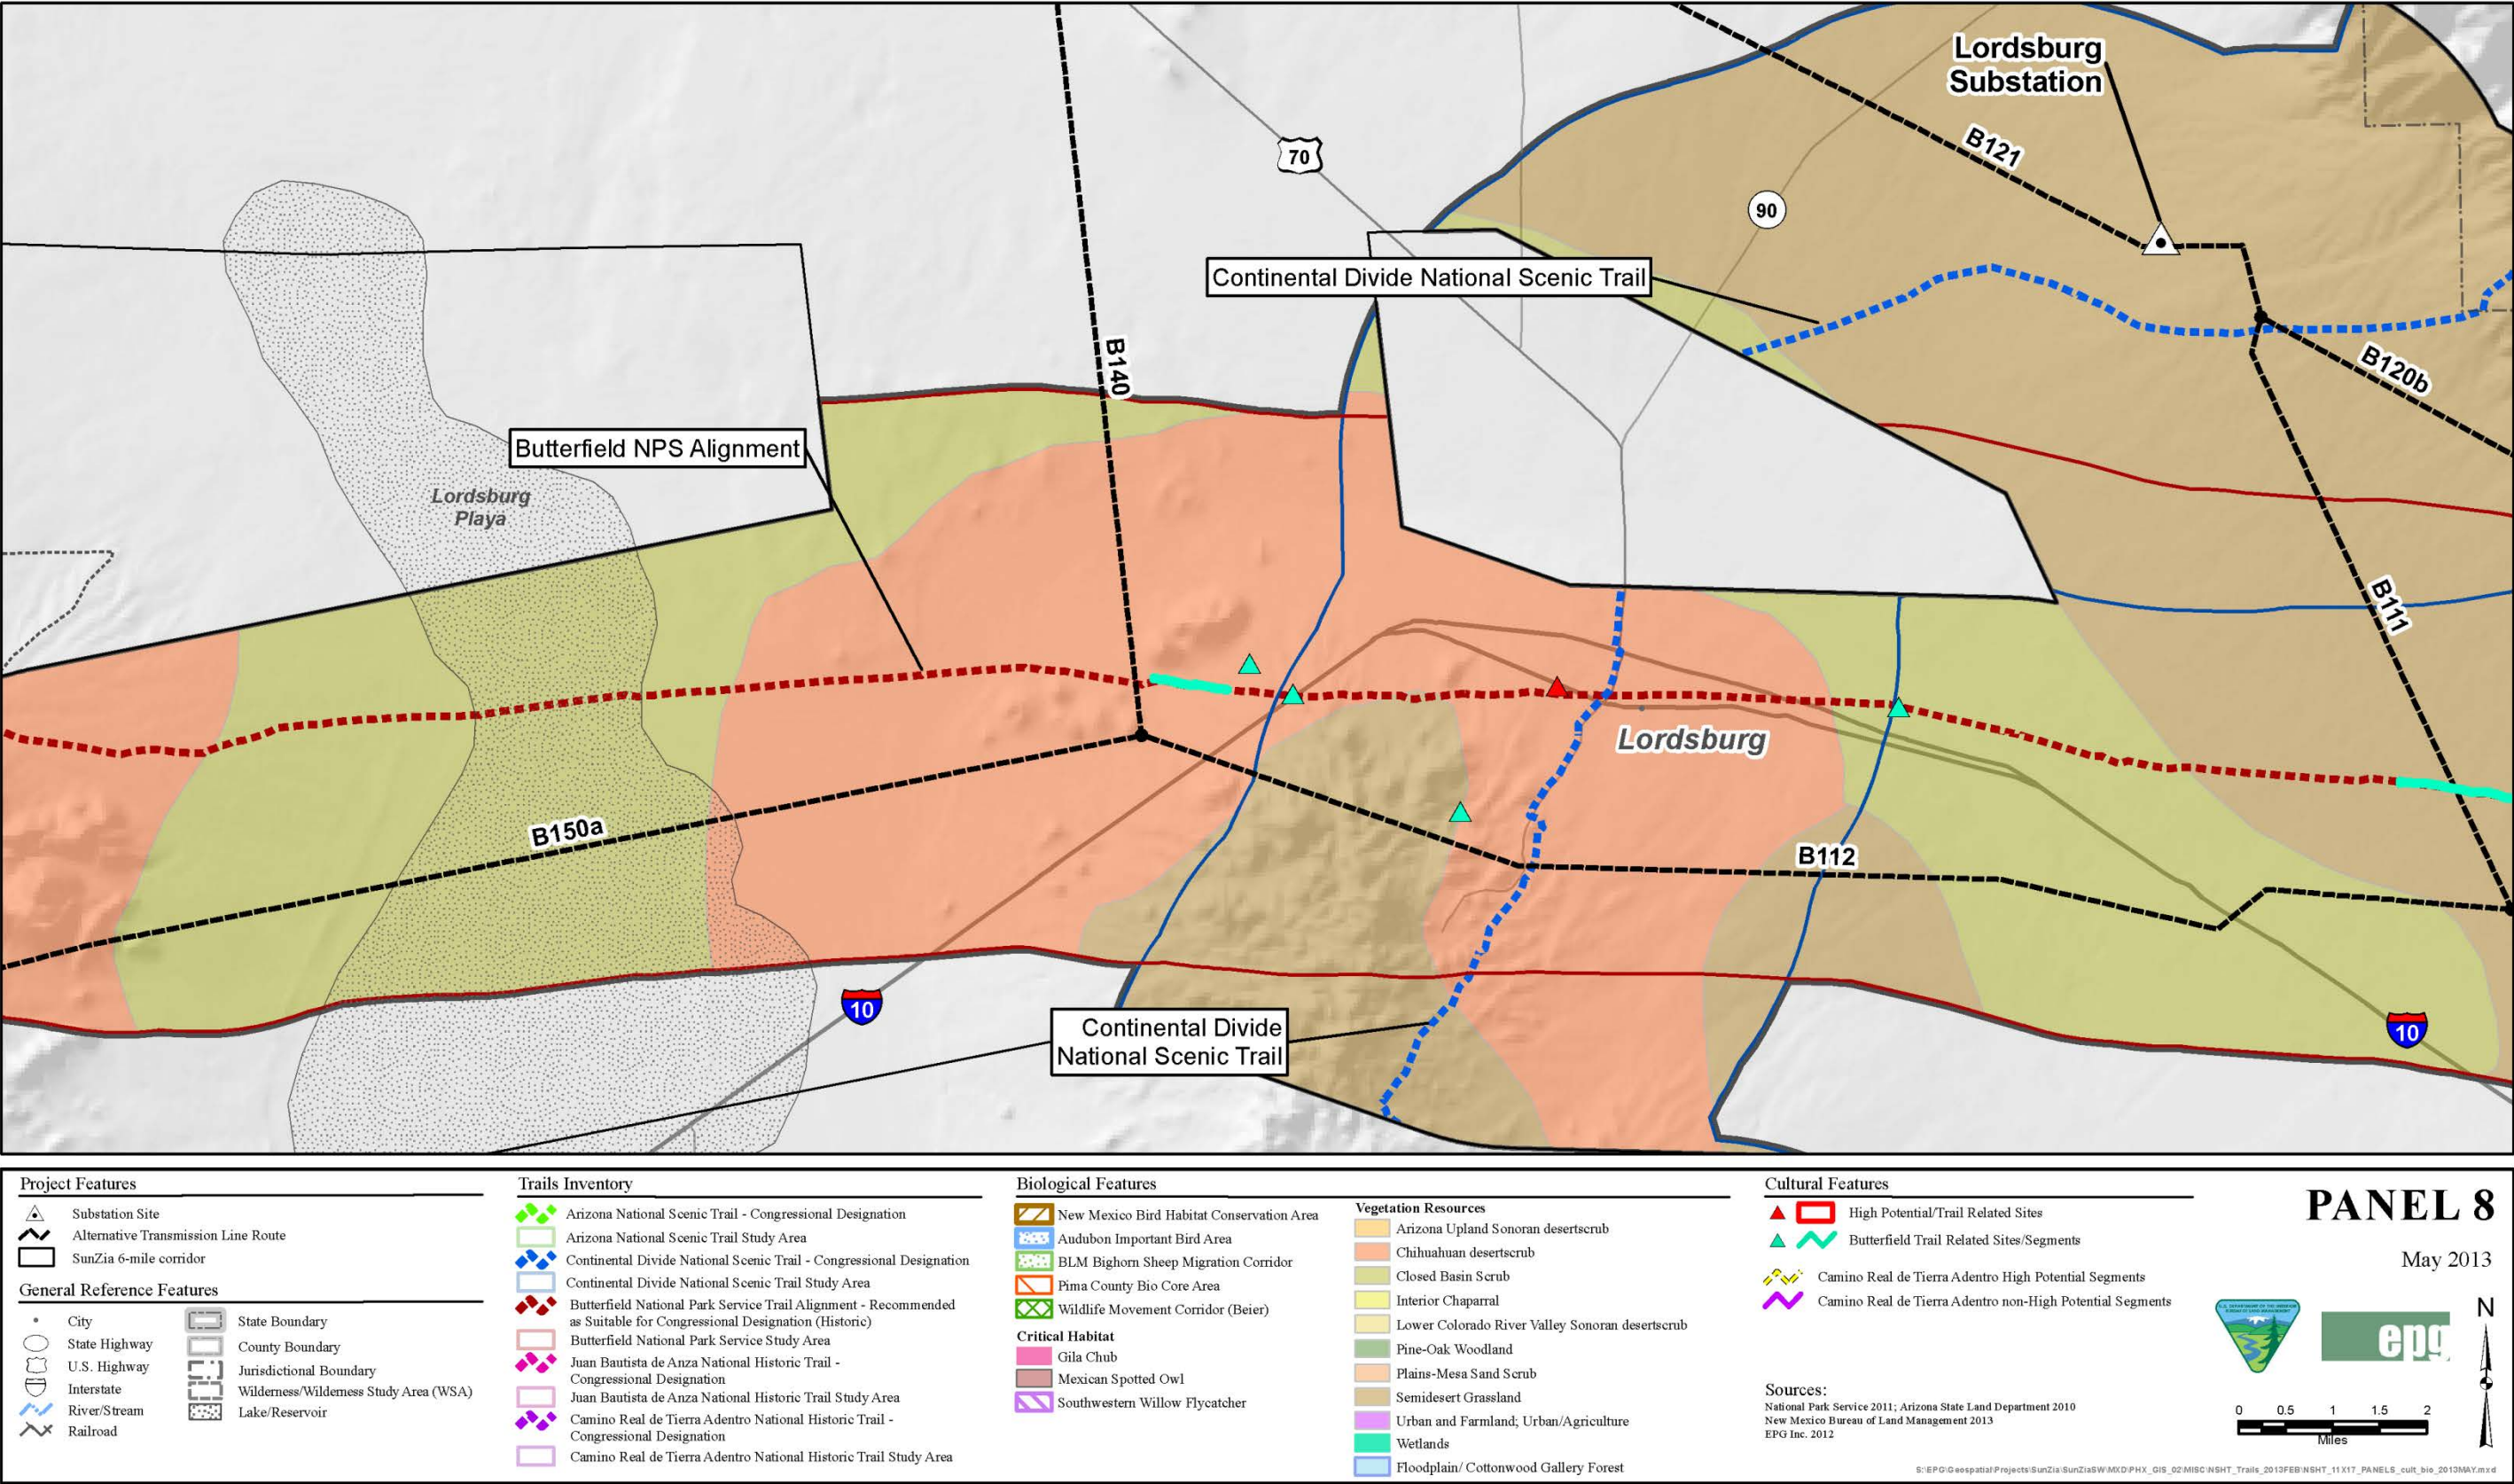 Lordsburg
Substation
B121
70
90
Continental Divide National Scenic Trail
B140
B120b
Butterfield NPS Alignment
Lordsburg
Playa
B111
Lordsburg
B150a
B112
10
Continental Divide
National Scenic Trail
10
Project Features
Substation Site
Alternative Transmission Line Route
SunZia 6-mile corridor
General Reference Features
City
State Highway
U.S. Highway
Interstate
River/Stream
Railroad
State Boundary
County Boundary
Jurisdictional Boundary
Wilderness/Wilderness Study Area (WSA)
Lake/Reservoir
Trails Inventory
Arizona National Scenic Trail - Congressional Designation
Arizona National Scenic Trail Study Area
Continental Divide National Scenic Trail - Congressional Designation
Continental Divide National Scenic Trail Study Area
Butterfield National Park Service Trail Alignment - Recommended
as Suitable for Congressional Designation (Historic)
Butterfield National Park Service Study Area
Juan Bautista de Anza National Historic Trail -
Congressional Designation
Juan Bautista de Anza National Historic Trail Study Area
Camino Real de Tierra Adentro National Historic Trail -
Congressional Designation
Camino Real de Tierra Adentro National Historic Trail Study Area
Biological Features
New Mexico Bird Habitat Conservation Area
Audubon Important Bird Area
BLM Bighorn Sheep Migration Corridor
Pima County Bio Core Area
Wildlife Movement Corridor (Beier)
Critical Habitat
Gila Chub
Mexican Spotted Owl
Southwestern Willow Flycatcher
Vegetation Resources
Arizona Upland Sonoran desertscrub
Chihuahuan desertscrub
Closed Basin Scrub
Interior Chaparral
Lower Colorado River Valley Sonoran desertscrub
Pine-Oak Woodland
Plains-Mesa Sand Scrub
Semidesert Grassland
Urban and Farmland; Urban/Agriculture
Wetlands
Floodplain/ Cottonwood Gallery Forest
Cultural Features
High Potential/Trail Related Sites
Butterfield Trail Related Sites/Segments
Camino Real de Tierra Adentro High Potential Segments
Camino Real de Tierra Adentro non-High Potential Segments
PANEL 8
May 2013
epg
N
Sources:
National Park Service 2011; Arizona State Land Department 2010
New Mexico Bureau of Land Management 2013
EPG Inc. 2012
0 0.5 1 1.5 2
Miles
S:\EPG\Geospatial\Projects\SunZia\SunZiaSW\MXD\PHX_GIS_02\MISC\NSHT_Trails_2013FEB\NSHT_11X17_PANELS_cult_bio_2013MAY.mxd